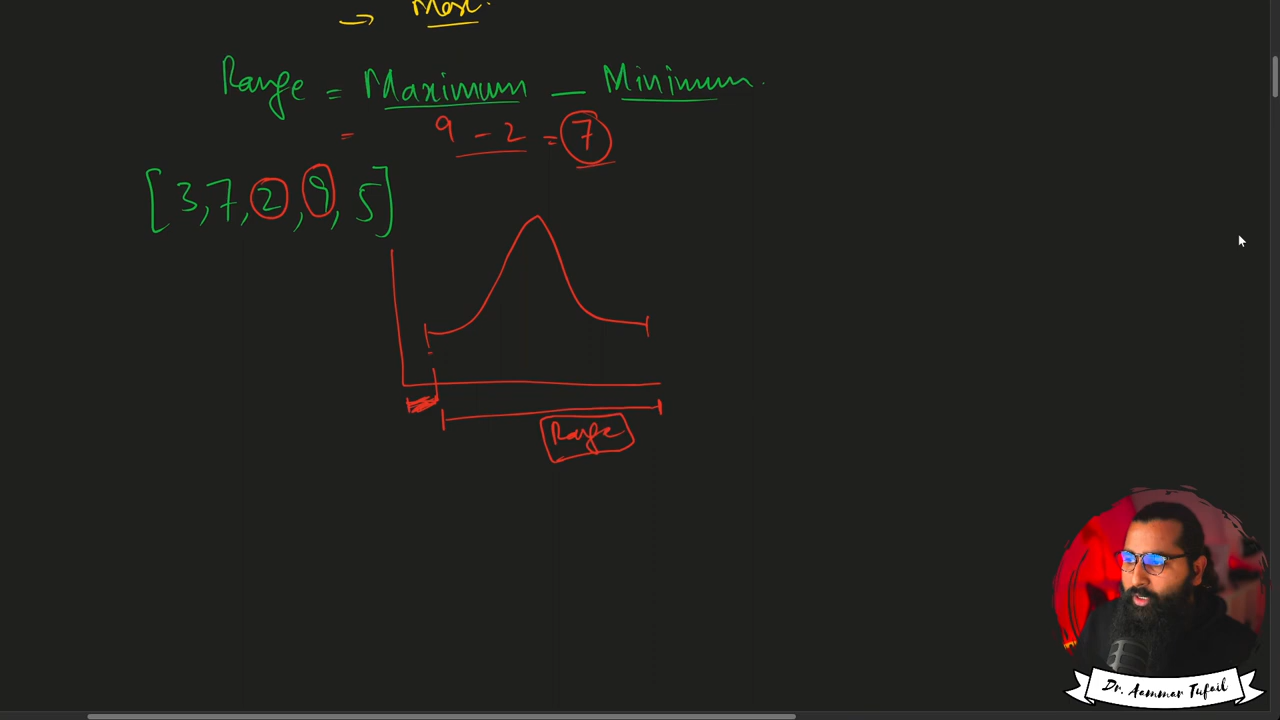 → Max.
Range = Maximum – Minimum.
= 9 - 2 = 7
[3, 7, 2, 9, 5]
Range
Dr. Aammar Tufail